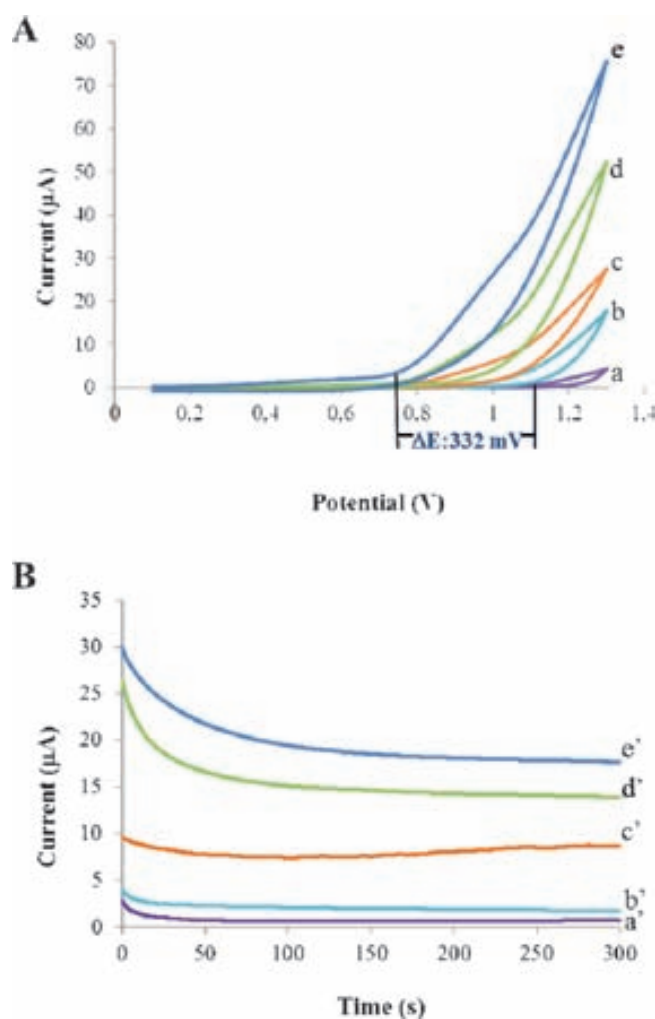 A
80
70
60
50
40
30
20
10
0
Current (µA)
e
d
c
b
a
0 0.2 0,4 0,6 0.8 1 1.2 1.4
ΔE:332 mV
Potential (V)
B
35
30
25
20
15
10
5
0
Current (µA)
e’
d’
c’
b’
a’
0 50 100 150 200 250 300
Time (s)